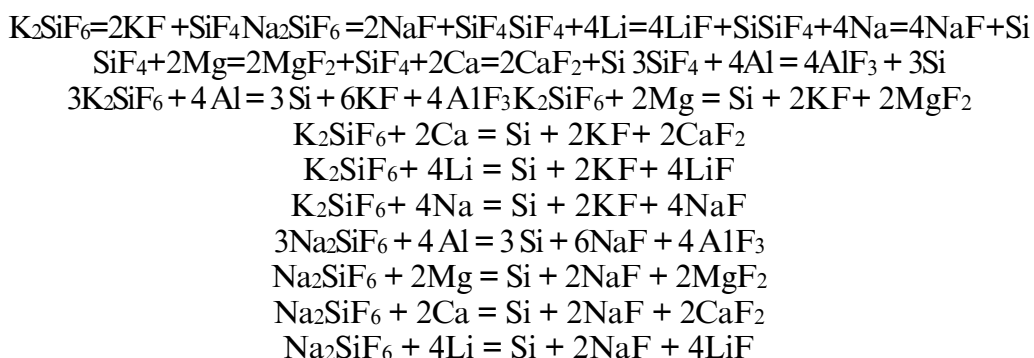 K₂SiF₆=2KF +SiF₄Na₂SiF₆ =2NaF+SiF₄SiF₄+4Li=4LiF+SiSiF₄+4Na=4NaF+Si
SiF₄+2Mg=2MgF₂+SiF₄+2Ca=2CaF₂+Si 3SiF₄ + 4Al = 4AlF₃ + 3Si
3K₂SiF₆ + 4 Al = 3 Si + 6KF + 4 A1F₃K₂SiF₆+ 2Mg = Si + 2KF+ 2MgF₂
K₂SiF₆+ 2Ca = Si + 2KF+ 2CaF₂
K₂SiF₆+ 4Li = Si + 2KF+ 4LiF
K₂SiF₆+ 4Na = Si + 2KF+ 4NaF
3Na₂SiF₆ + 4 Al = 3 Si + 6NaF + 4 A1F₃
Na₂SiF₆ + 2Mg = Si + 2NaF + 2MgF₂
Na₂SiF₆ + 2Ca = Si + 2NaF + 2CaF₂
Na₂SiF₆ + 4Li = Si + 2NaF + 4LiF